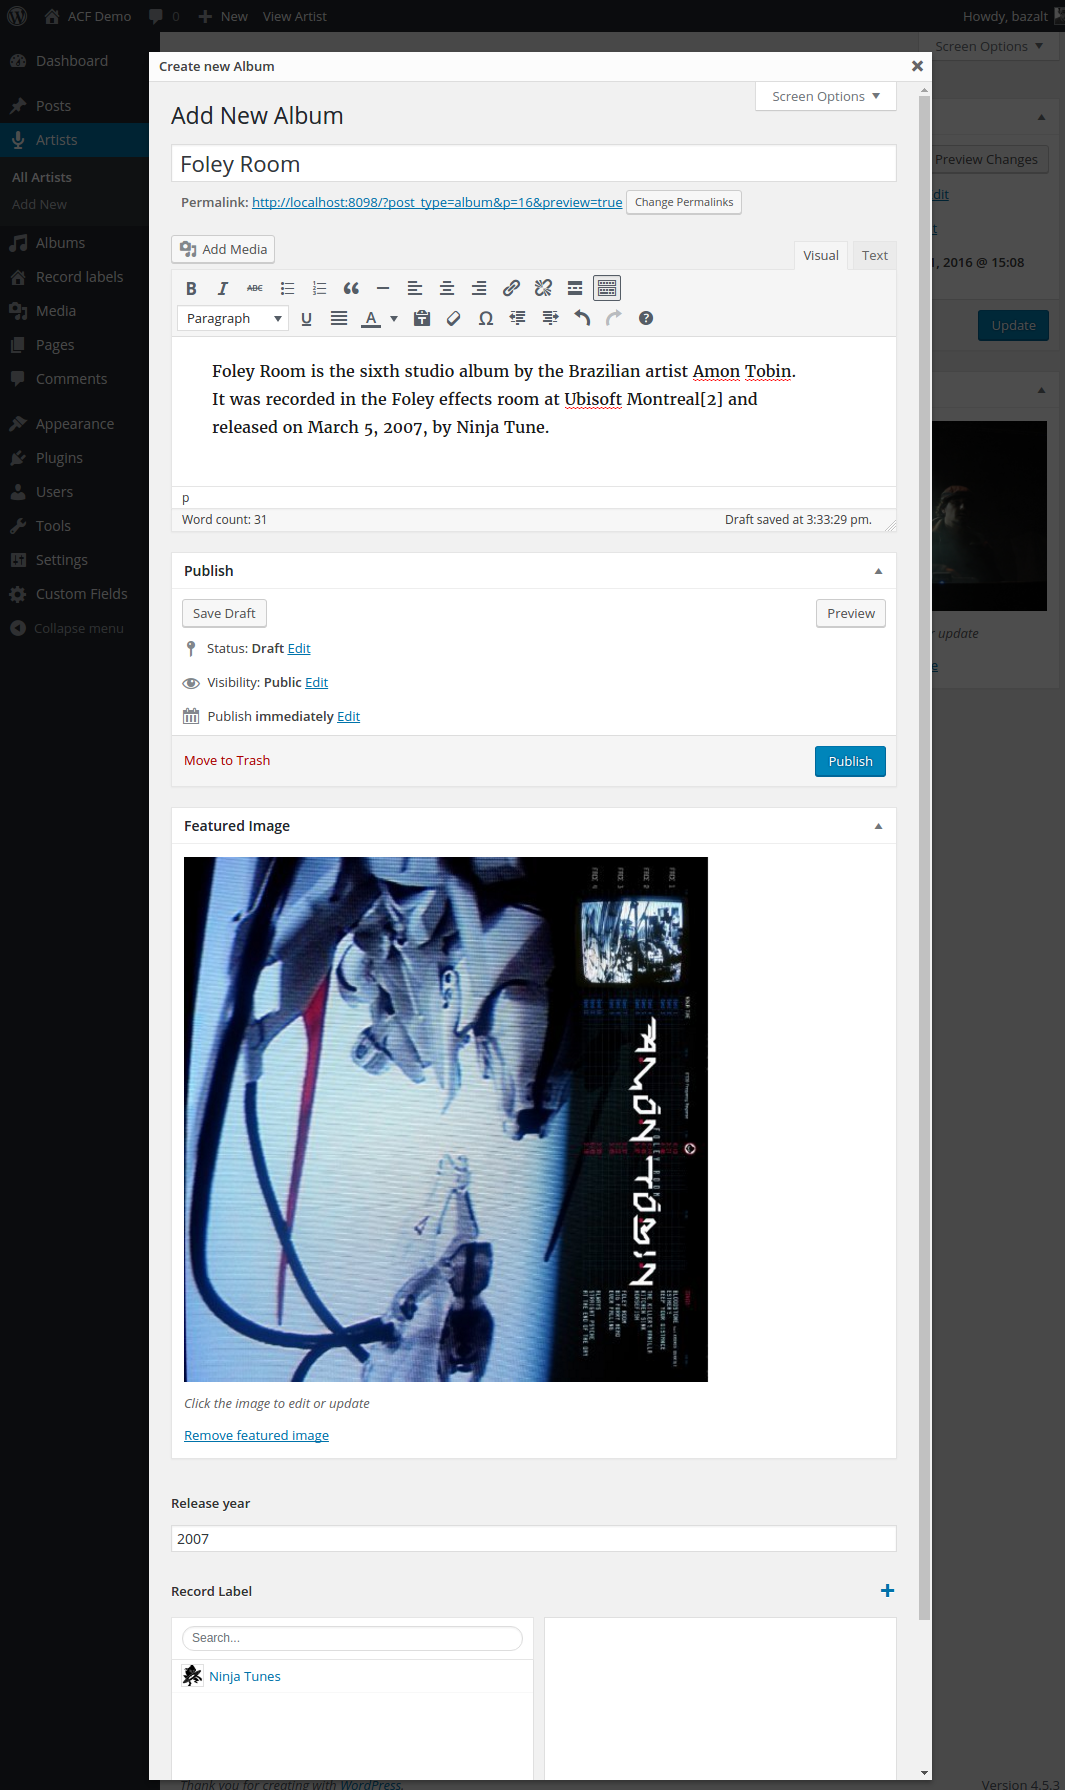 ACF Demo 0 New View Artist Howdy, bazalt
Screen Options
Dashboard
Posts
Artists
All Artists
Add New
Albums
Record labels
Media
Pages
Comments
Appearance
Plugins
Users
Tools
Settings
Custom Fields
Collapse menu
Create new Album
Screen Options
Add New Album
Foley Room
Permalink: http://localhost:8098/?post_type=album&p=16&preview=true Change Permalinks
Add Media
Visual Text
B I ABC
Paragraph U A Ω
Foley Room is the sixth studio album by the Brazilian artist Amon Tobin.
It was recorded in the Foley effects room at Ubisoft Montreal[2] and
released on March 5, 2007, by Ninja Tune.
p
Word count: 31 Draft saved at 3:33:29 pm.
Publish
Save Draft Preview
Status: Draft Edit
Visibility: Public Edit
Publish immediately Edit
Move to Trash Publish
Featured Image
AMON TOBIN
FOLEY ROOM
Click the image to edit or update
Remove featured image
Release year
2007
Record Label
Search...
Ninja Tunes
Preview Changes
dit
t
1, 2016 @ 15:08
Update
r update
e
Thank you for creating with WordPress.
Version 4.5.3